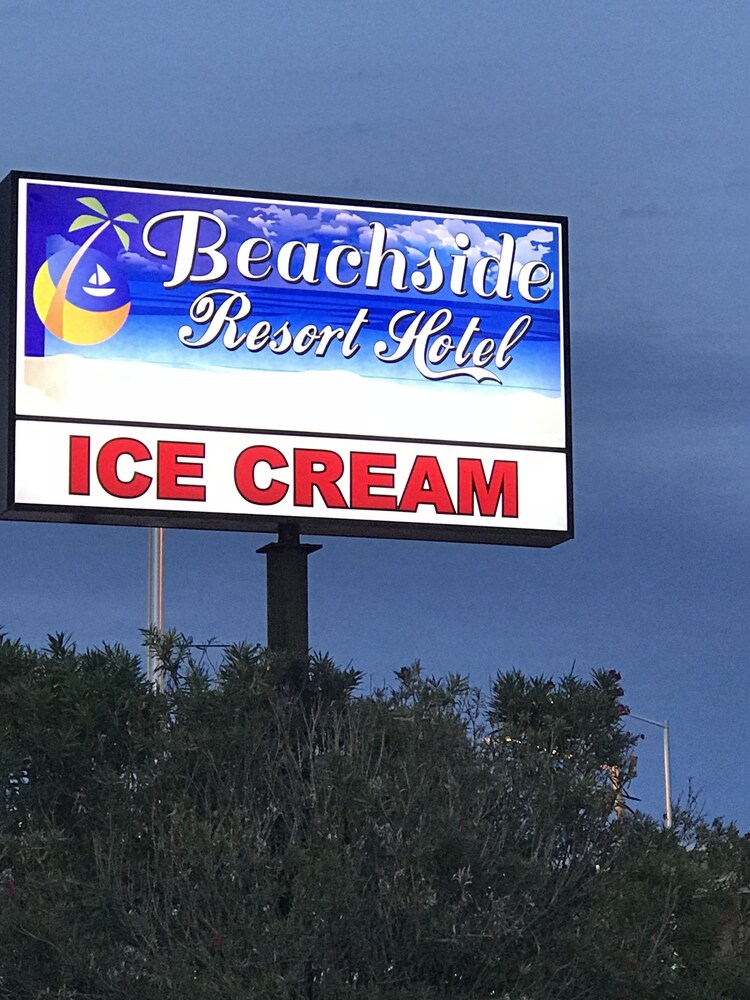 Beachside
Resort Hotel
ICE CREAM